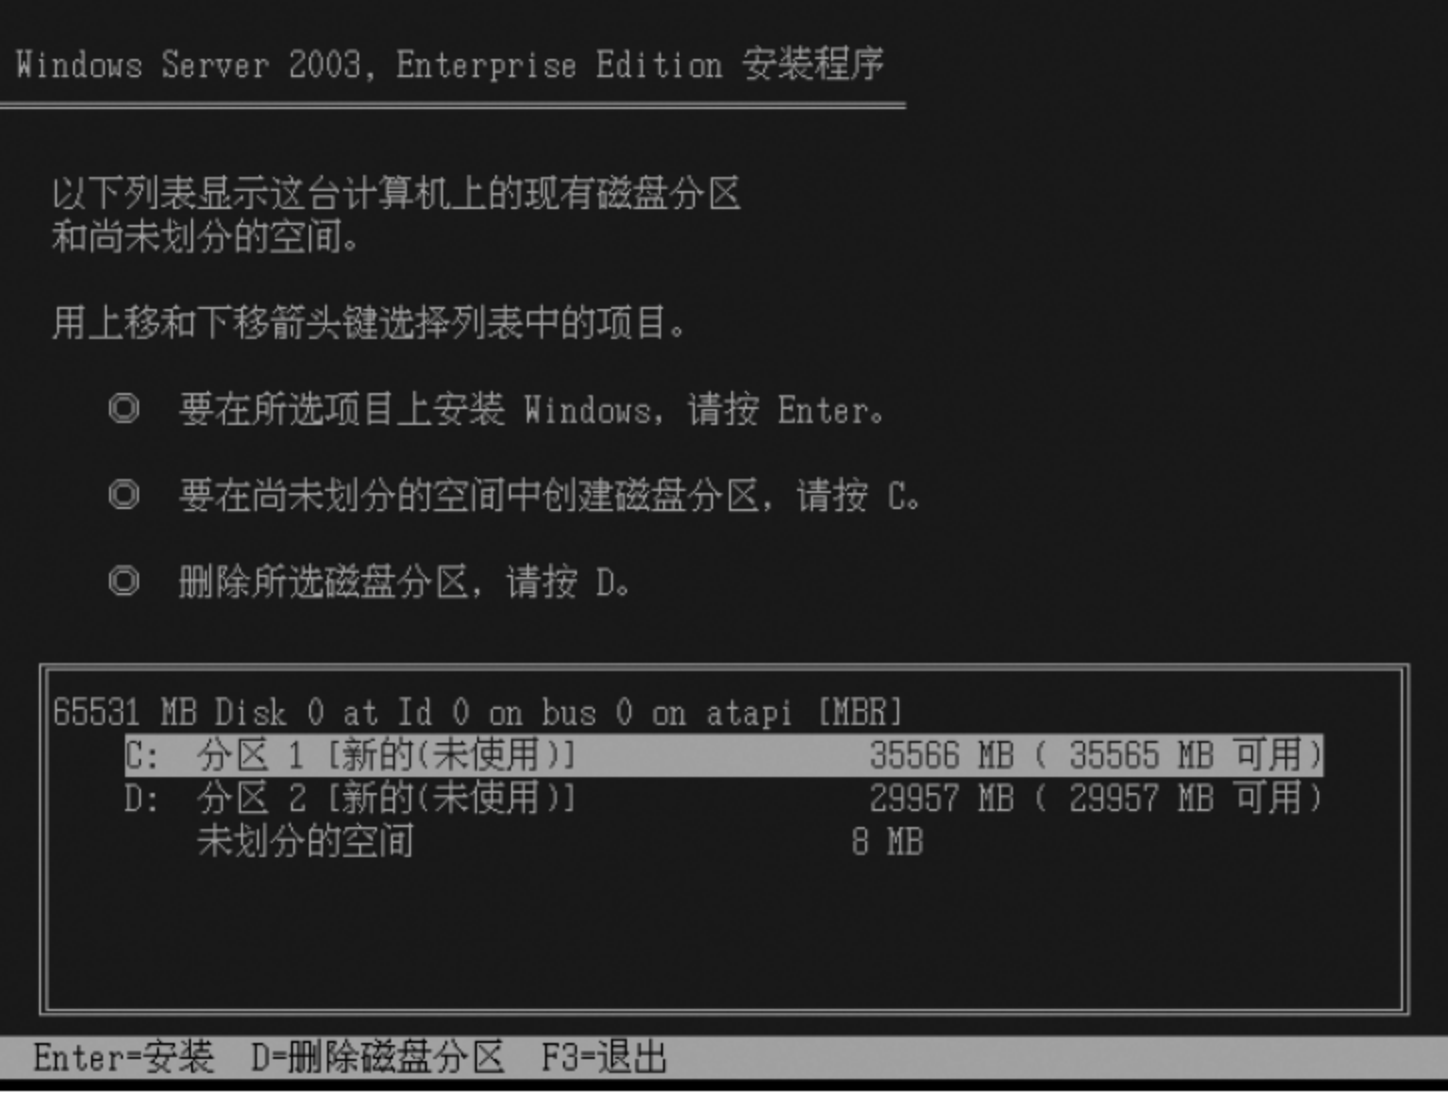 Windows Server 2003, Enterprise Edition 安装程序
以下列表显示这台计算机上的现有磁盘分区
和尚未划分的空间。
用上移和下移箭头键选择列表中的项目。
◎ 要在所选项目上安装 Windows, 请按 Enter。
◎ 要在尚未划分的空间中创建磁盘分区, 请按 C。
◎ 删除所选磁盘分区, 请按 D。
65531 MB Disk 0 at Id 0 on bus 0 on atapi [MBR]
C: 分区 1 [新的(未使用)] 35566 MB ( 35565 MB 可用)
D: 分区 2 [新的(未使用)] 29957 MB ( 29957 MB 可用)
未划分的空间 8 MB
Enter=安装 D=删除磁盘分区 F3=退出